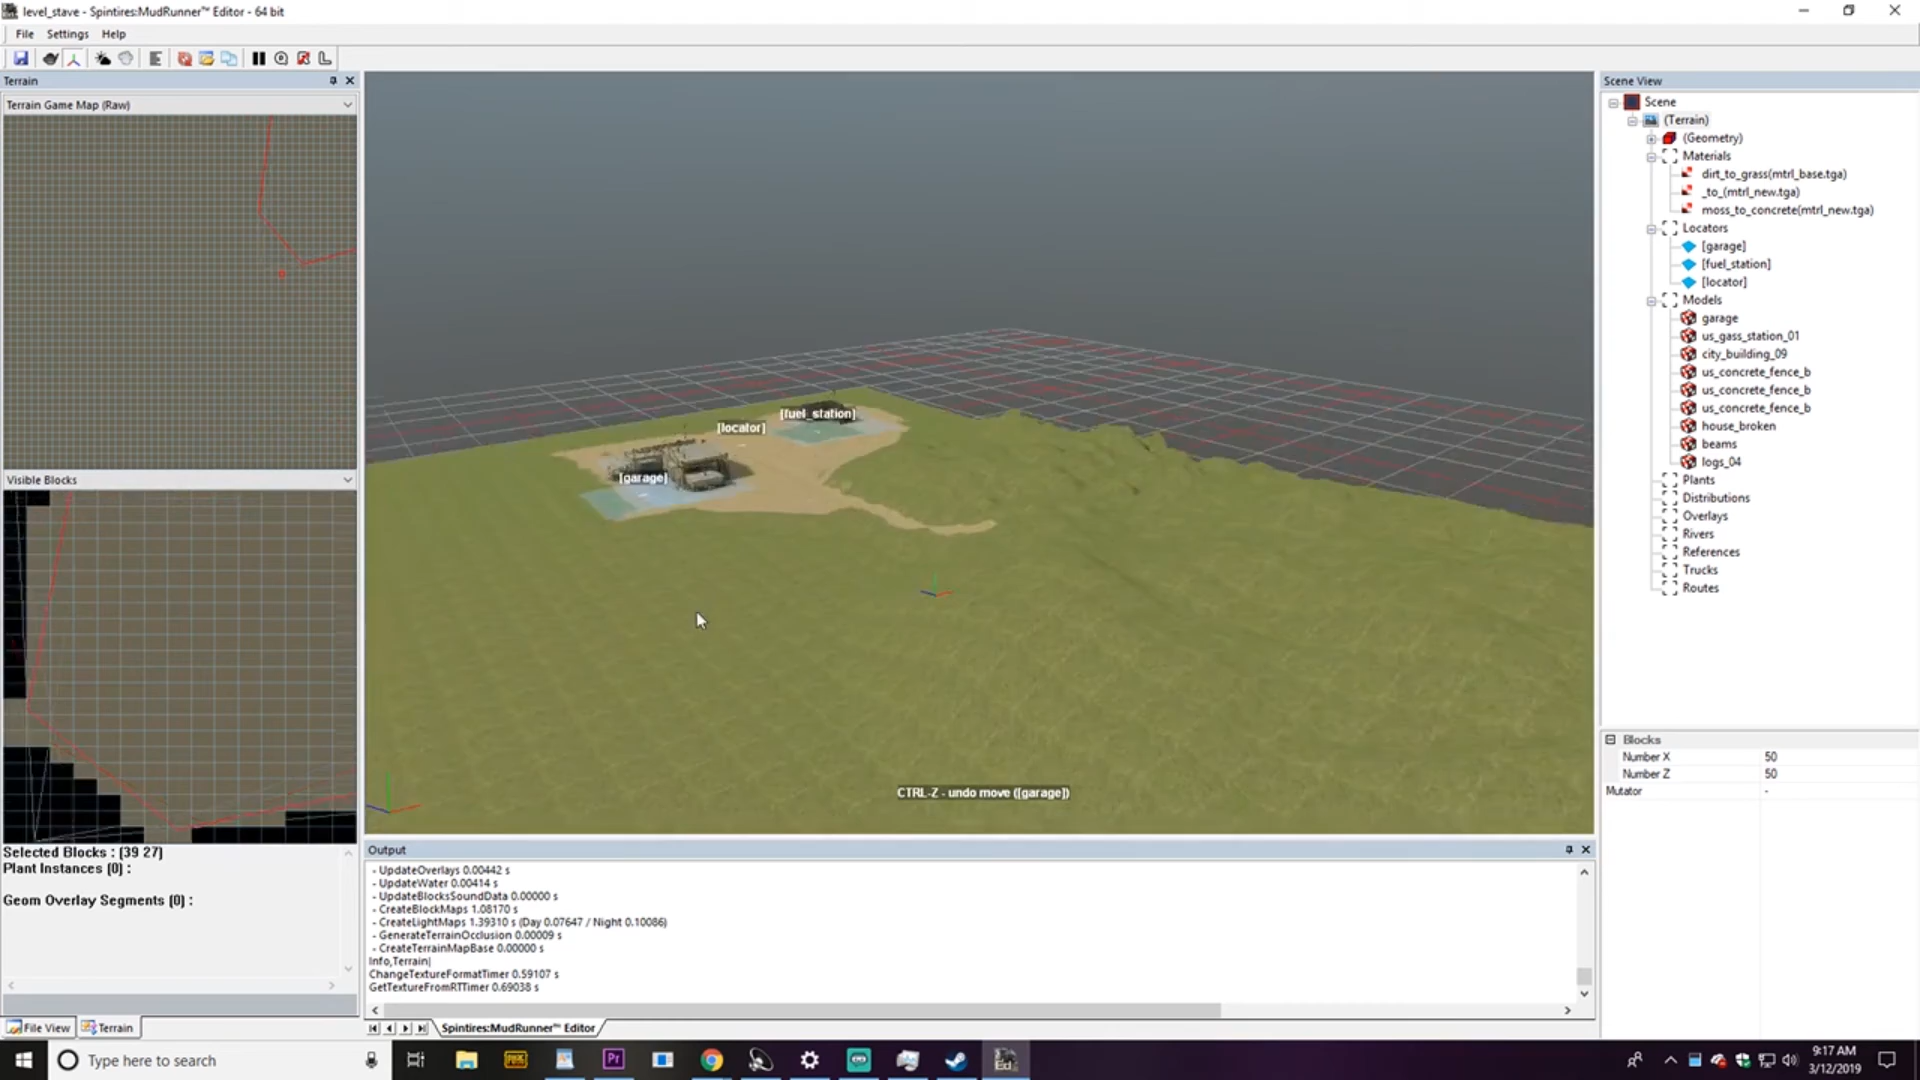 level_stave - Spintires:MudRunner™ Editor - 64 bit
File Settings Help
Terrain
Terrain Game Map (Raw)
Visible Blocks
Selected Blocks : (39 27)
Plant Instances (0) :
Geom Overlay Segments (0) :
File View
Terrain
[fuel_station]
[locator]
[garage]
CTRL-Z - undo move ([garage])
Output
- UpdateOverlays 0.00442 s
- UpdateWater 0.00414 s
- UpdateBlocksSoundData 0.00000 s
- CreateBlockMaps 1.08170 s
- CreateLightMaps 1.39310 s (Day 0.07647 / Night 0.10086)
- GenerateTerrainOcclusion 0.00009 s
- CreateTerrainMapBase 0.00000 s
Info,Terrain|
ChangeTextureFormatTimer 0.59107 s
GetTextureFromRTTimer 0.69038 s
Spintires:MudRunner™ Editor
Scene View
Scene
(Terrain)
(Geometry)
Materials
dirt_to_grass(mtrl_base.tga)
_to_(mtrl_new.tga)
moss_to_concrete(mtrl_new.tga)
Locators
[garage]
[fuel_station]
[locator]
Models
garage
us_gass_station_01
city_building_09
us_concrete_fence_b
us_concrete_fence_b
us_concrete_fence_b
house_broken
beams
logs_04
Plants
Distributions
Overlays
Rivers
References
Trucks
Routes
Blocks
Number X 50
Number Z 50
Mutator -
Type here to search
Pr
Ed
9:17 AM
3/12/2019